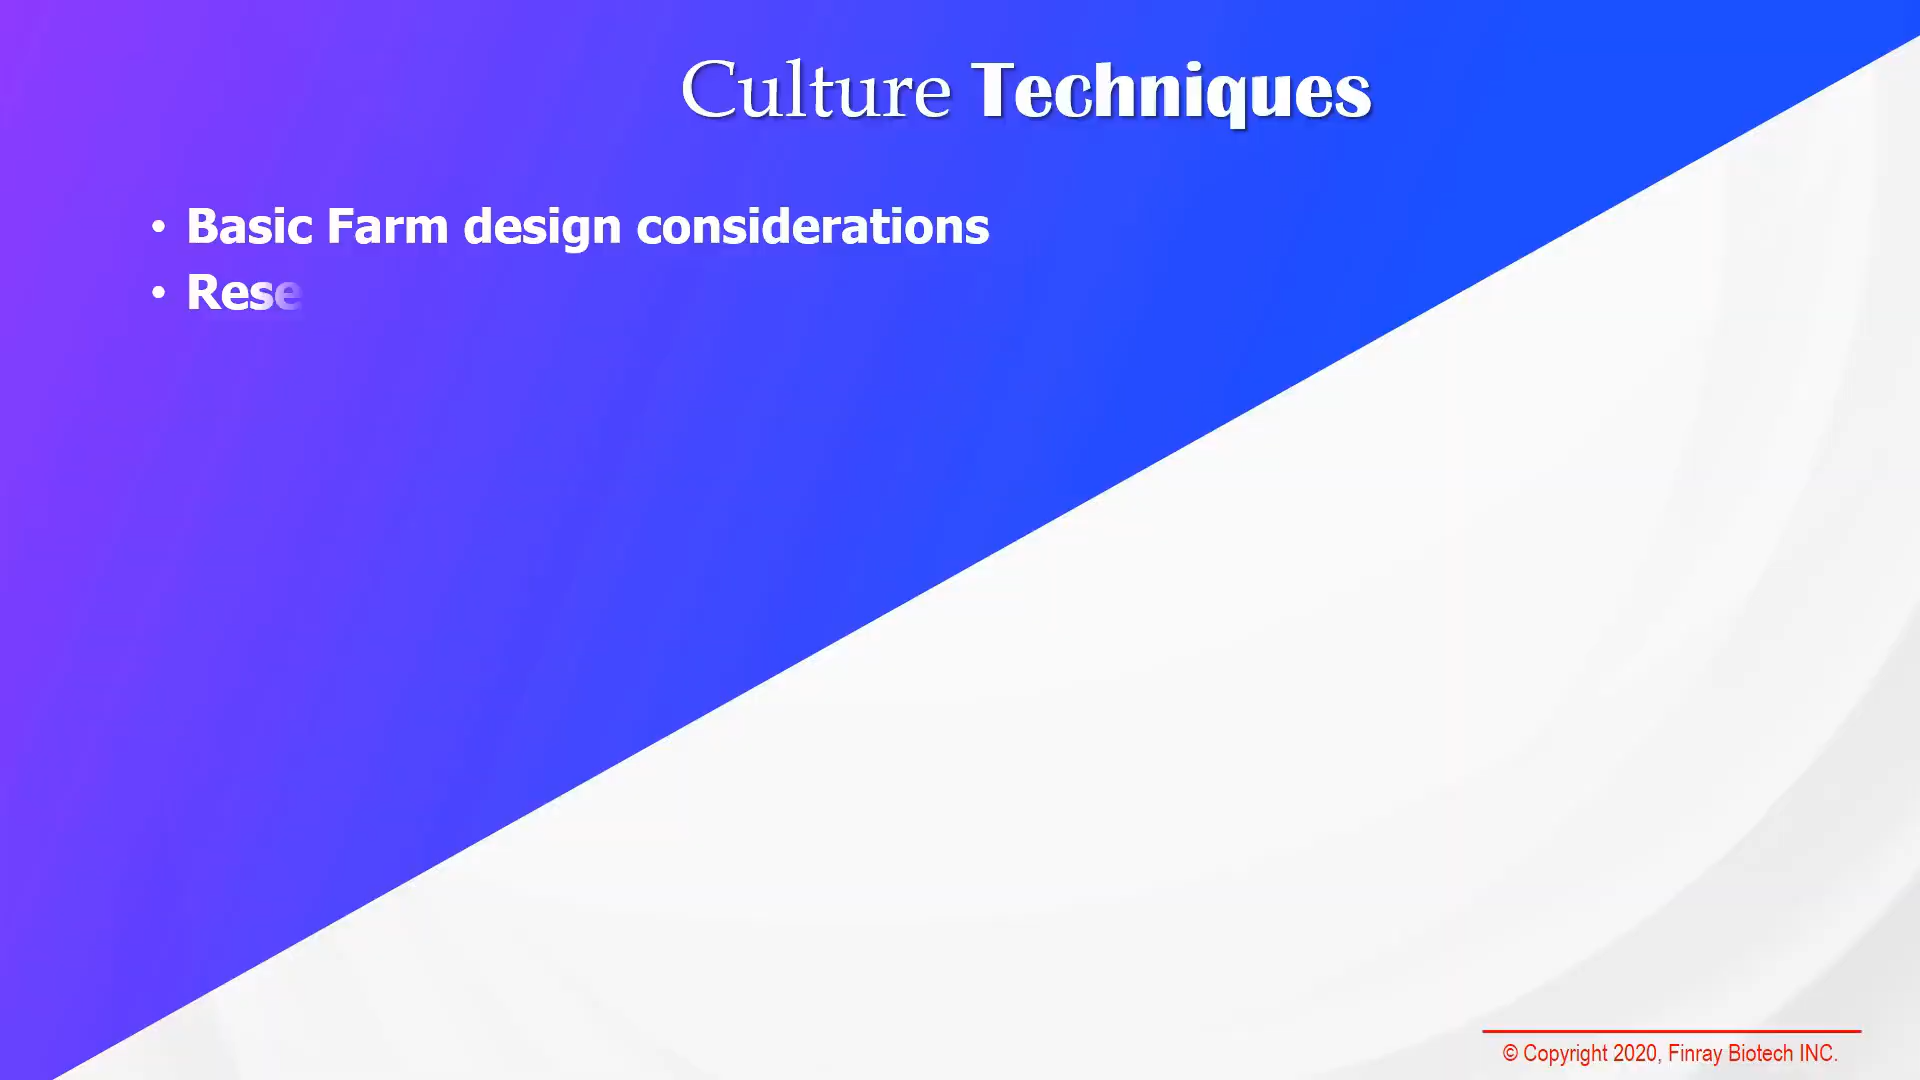 Culture Techniques
• Basic Farm design considerations
• Rese
© Copyright 2020, Finray Biotech INC.